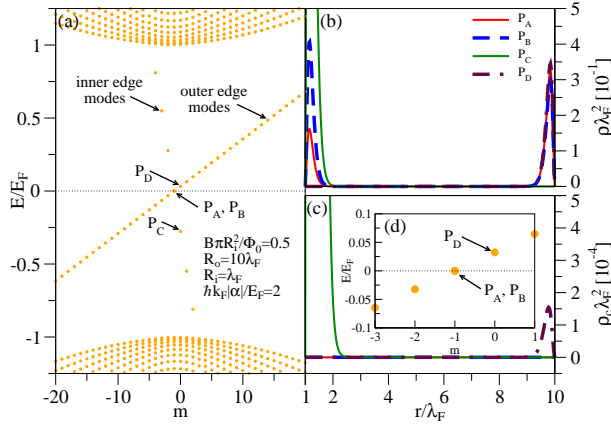 (a)
inner edge
modes
outer edge
modes
P_D
P_A, P_B
P_C
BπR_i^2/Φ_0=0.5
R_o=10λ_F
R_i=λ_F
ħk_F|α|/E_F=2
E/E_F
1
0.5
0
-0.5
-1
-20
-10
0
10
m
(b)
P_A
P_B
P_C
P_D
5
4
3
2
1
0
ρλ_F^2 [10^-1]
(c)
5
4
3
2
1
0
ρ_cλ_F^2 [10^-4]
1
2
4
6
8
10
r/λ_F
(d)
P_D
P_A, P_B
E/E_F
0.1
0.05
0
-0.05
-0.1
-3
-2
-1
0
1
m